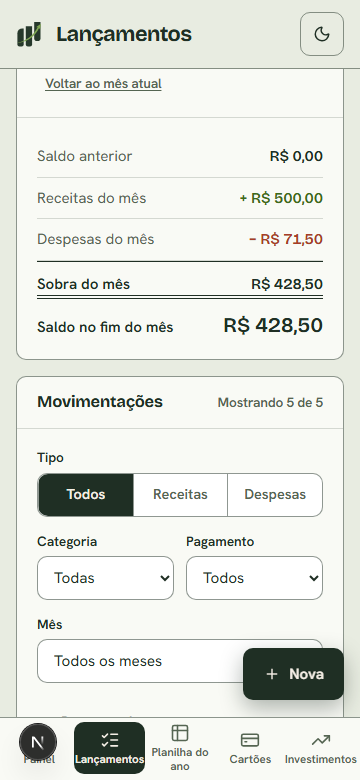 Lançamentos
Voltar ao mês atual
Saldo anterior R$ 0,00
Receitas do mês + R$ 500,00
Despesas do mês − R$ 71,50
Sobra do mês R$ 428,50
Saldo no fim do mês R$ 428,50
Movimentações Mostrando 5 de 5
Tipo
Todos Receitas Despesas
Categoria Pagamento
Todas Todos
Mês
Todos os meses
+ Nova
N
Painel Lançamentos Planilha do ano Cartões Investimentos